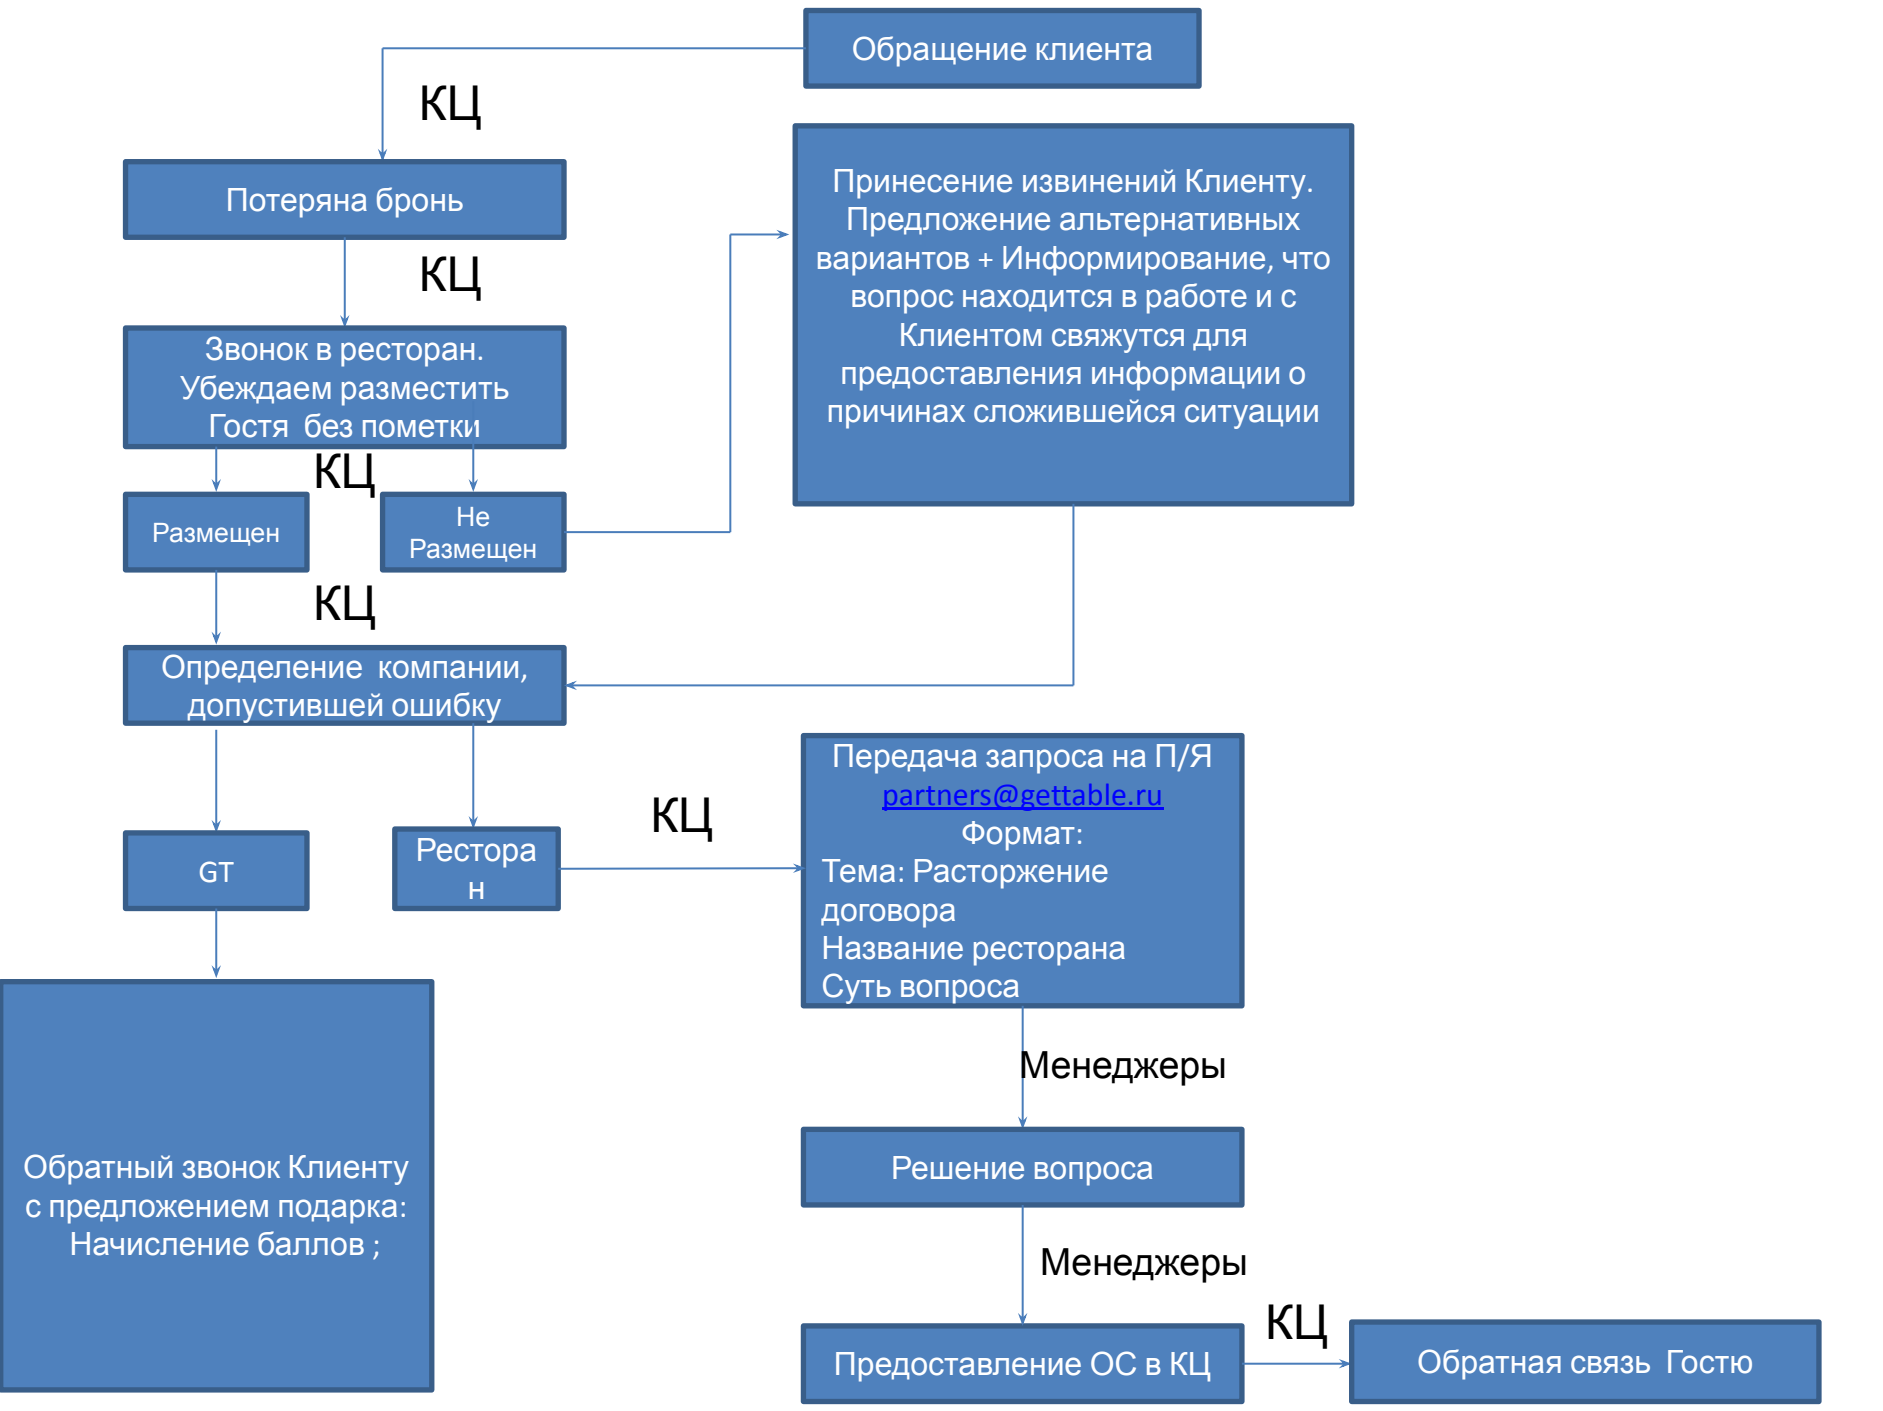 Обращение клиента
КЦ
Потеряна бронь
КЦ
Звонок в ресторан.
Убеждаем разместить
Гостя без пометки
КЦ
Размещен
Не
Размещен
Принесение извинений Клиенту.
Предложение альтернативных
вариантов + Информирование, что
вопрос находится в работе и с
Клиентом свяжутся для
предоставления информации о
причинах сложившейся ситуации
КЦ
Определение компании,
допустившей ошибку
GT
Рестора
н
КЦ
Передача запроса на П/Я
partners@gettable.ru
Формат:
Тема: Расторжение
договора
Название ресторана
Суть вопроса
Обратный звонок Клиенту
с предложением подарка:
Начисление баллов ;
Менеджеры
Решение вопроса
Менеджеры
Предоставление ОС в КЦ
КЦ
Обратная связь Гостю